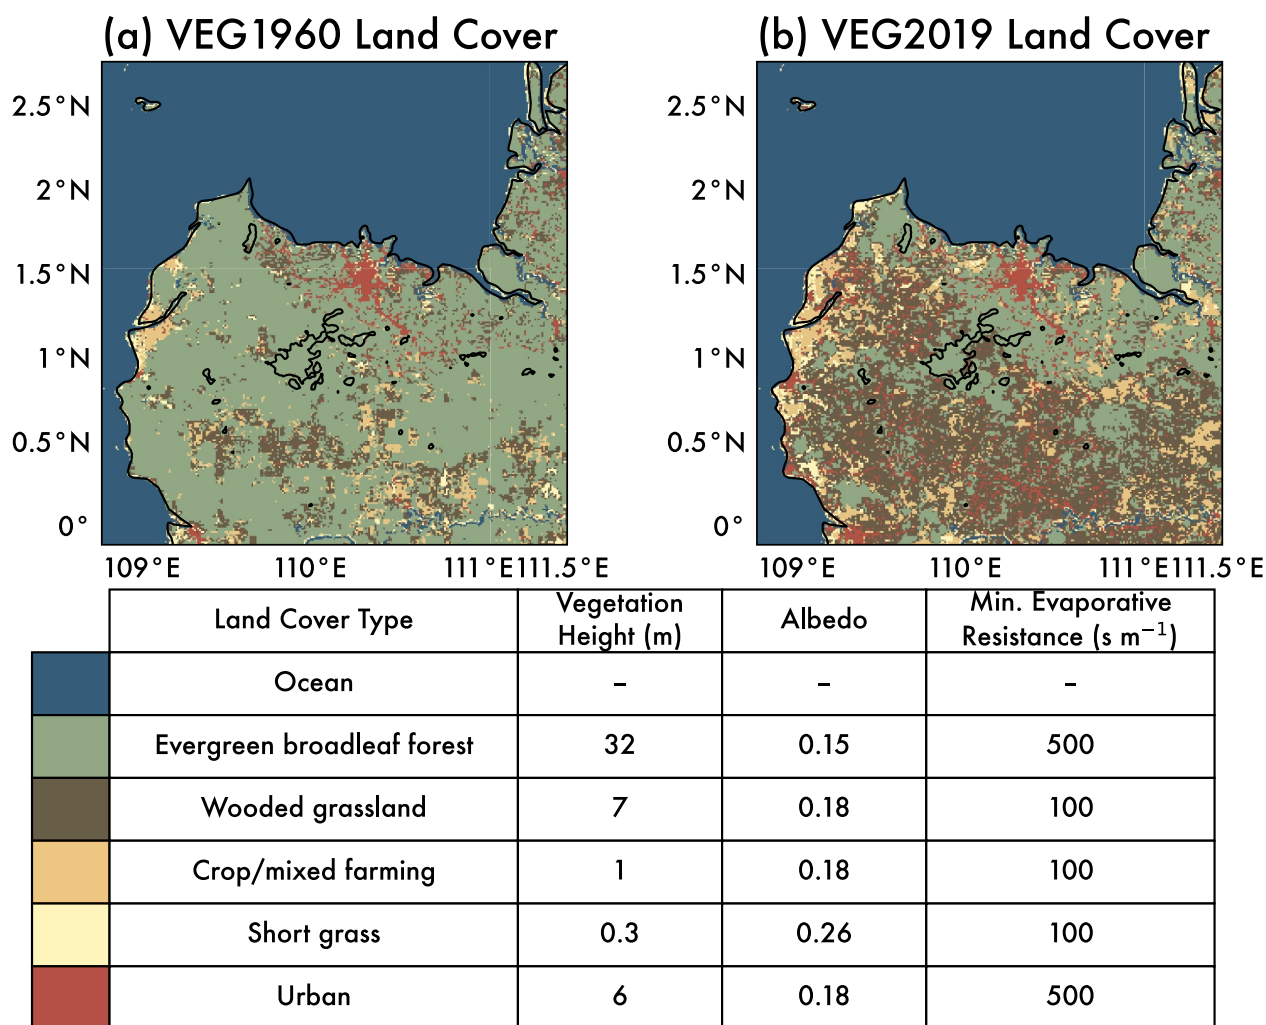 (a) VEG1960 Land Cover
(b) VEG2019 Land Cover
2.5°N
2°N
1.5°N
1°N
0.5°N
0°
109°E 110°E 111°E 111.5°E
2.5°N
2°N
1.5°N
1°N
0.5°N
0°
109°E 110°E 111°E 111.5°E
Land Cover Type
Vegetation
Height (m)
Albedo
Min. Evaporative
Resistance (s m⁻¹)
Ocean – – –
Evergreen broadleaf forest 32 0.15 500
Wooded grassland 7 0.18 100
Crop/mixed farming 1 0.18 100
Short grass 0.3 0.26 100
Urban 6 0.18 500